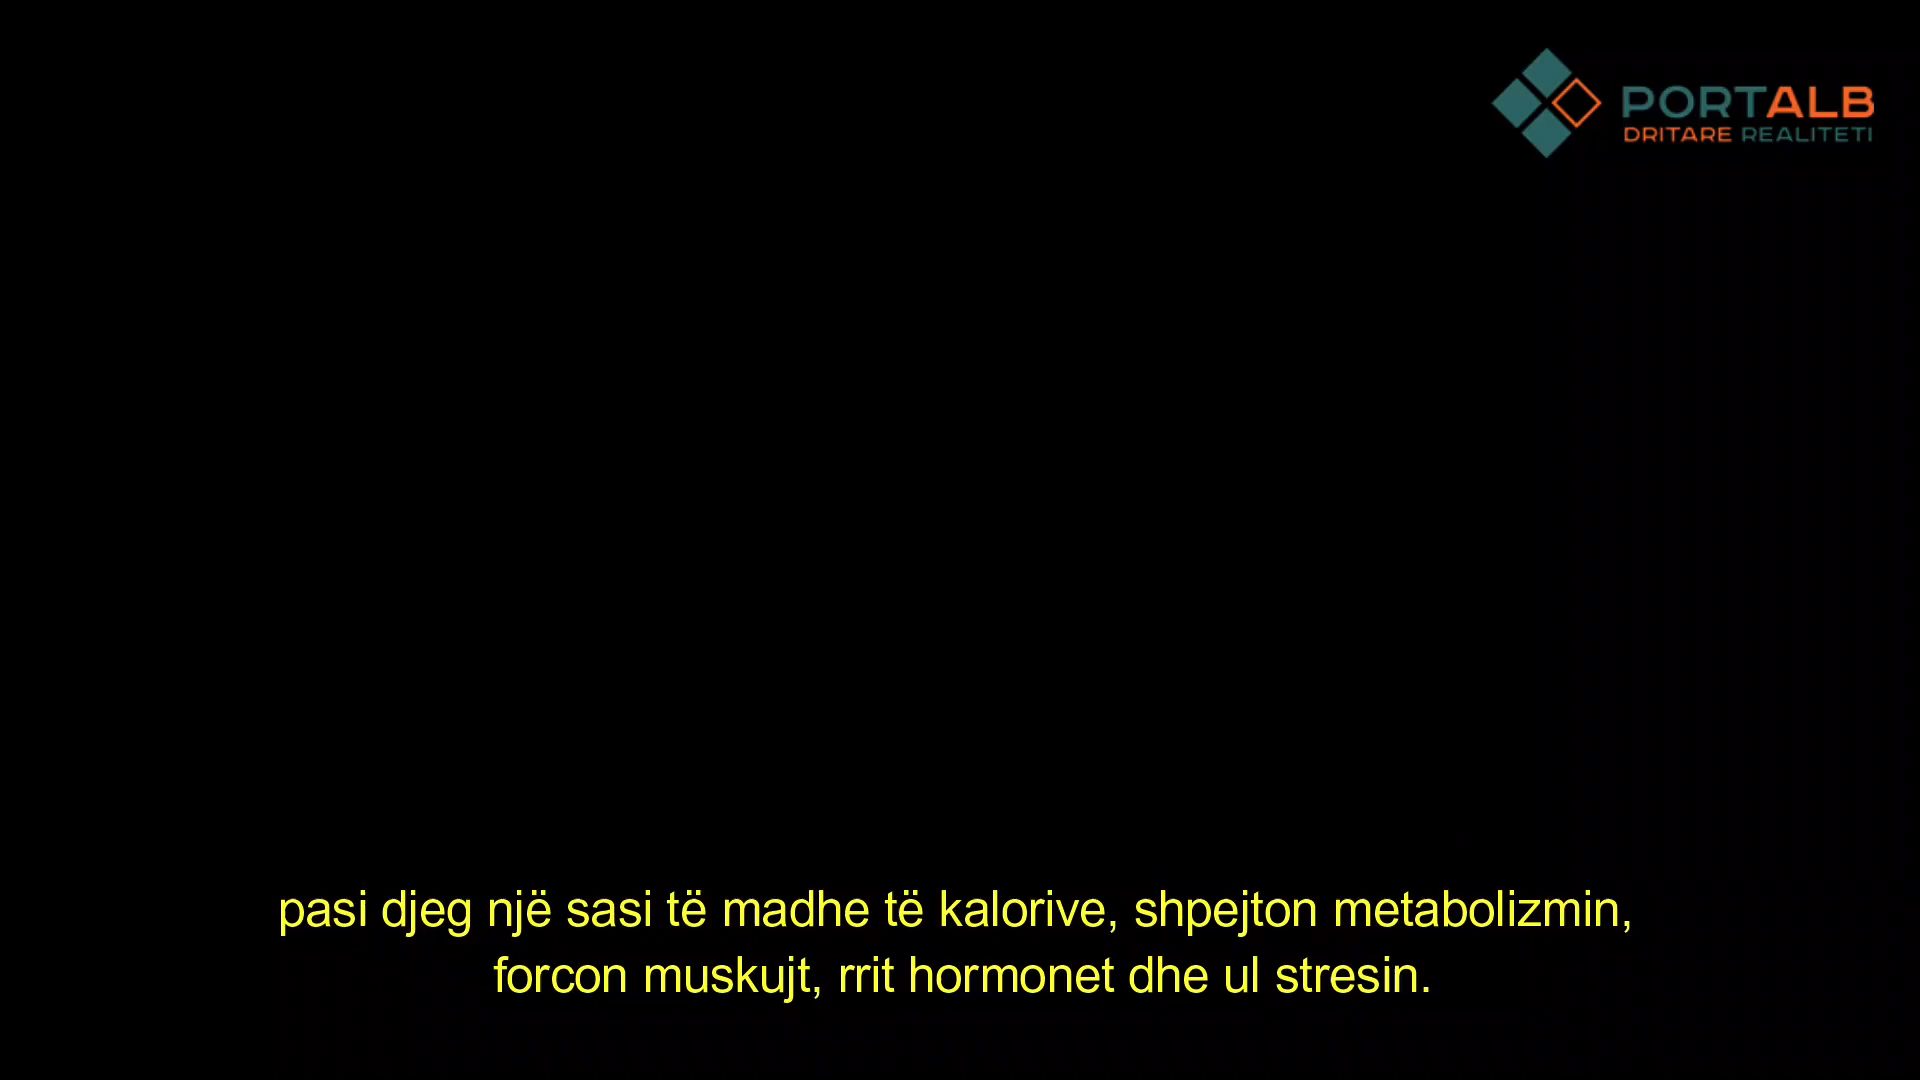 PORTALB
DRITARE REALITETI
pasi djeg një sasi të madhe të kalorive, shpejton metabolizmin,
forcon muskujt, rrit hormonet dhe ul stresin.